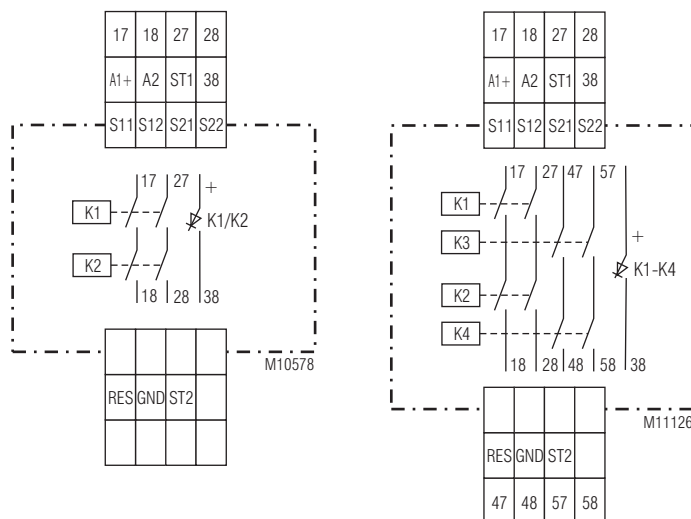 17 18 27 28
A1+ A2 ST1 38
S11 S12 S21 S22
17 27 +
K1
K1/K2
K2
18 28 38
M10578
RES GND ST2
17 18 27 28
A1+ A2 ST1 38
S11 S12 S21 S22
17 27 47 57
K1
K3 +
K1-K4
K2
K4
18 28 48 58 38
M11126
RES GND ST2
47 48 57 58